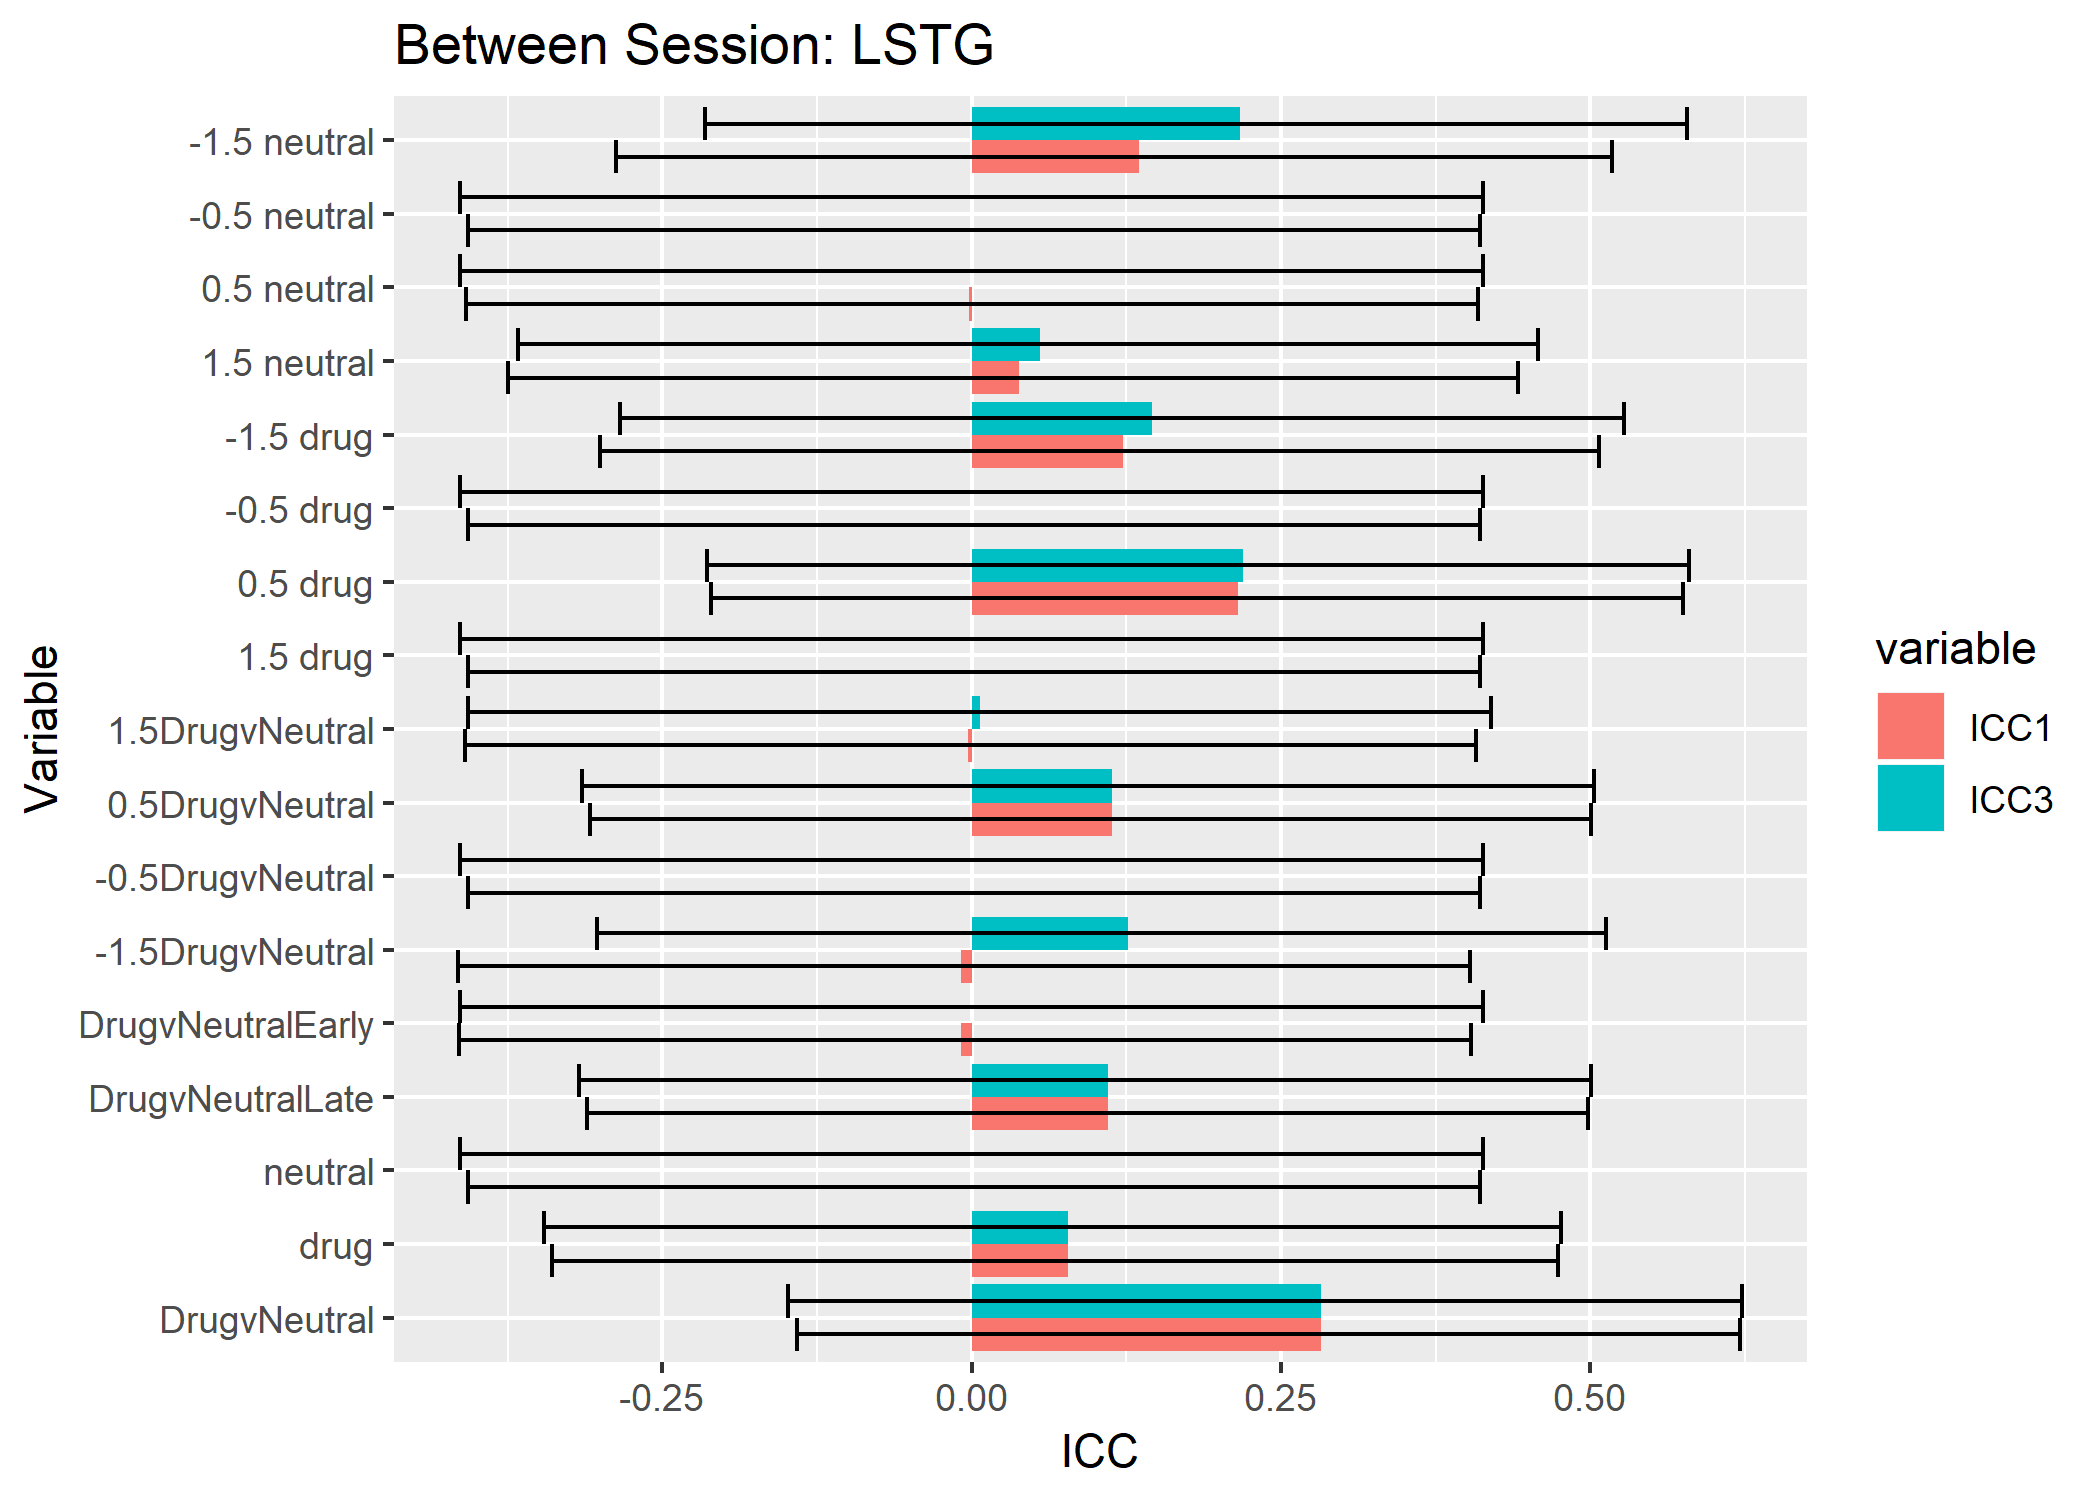 Between Session: LSTG
-1.5 neutral
-0.5 neutral
0.5 neutral
1.5 neutral
-1.5 drug
-0.5 drug
0.5 drug
1.5 drug
1.5DrugvNeutral
0.5DrugvNeutral
-0.5DrugvNeutral
-1.5DrugvNeutral
DrugvNeutralEarly
DrugvNeutralLate
neutral
drug
DrugvNeutral
Variable
-0.25 0.00 0.25 0.50
ICC
variable
ICC1
ICC3